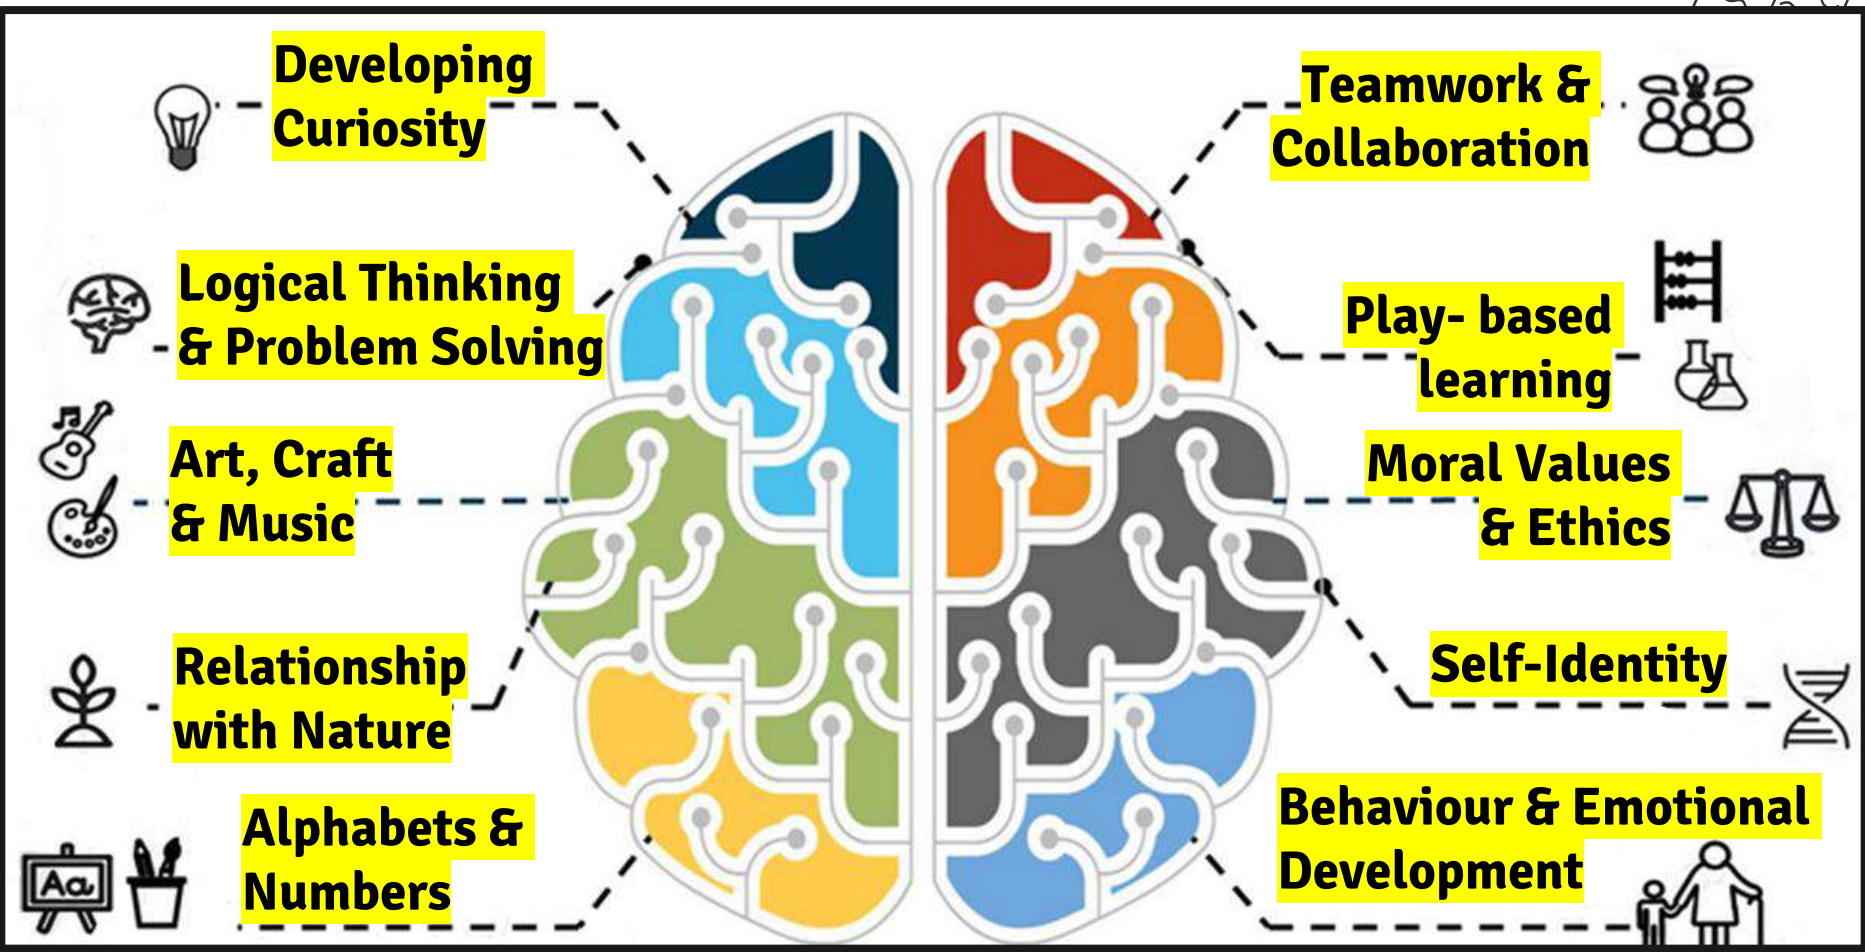 Developing
Curiosity
Logical Thinking
& Problem Solving
Art, Craft
& Music
Relationship
with Nature
Alphabets &
Numbers
Aa
Teamwork &
Collaboration
Play- based
learning
Moral Values
& Ethics
Self-Identity
Behaviour & Emotional
Development